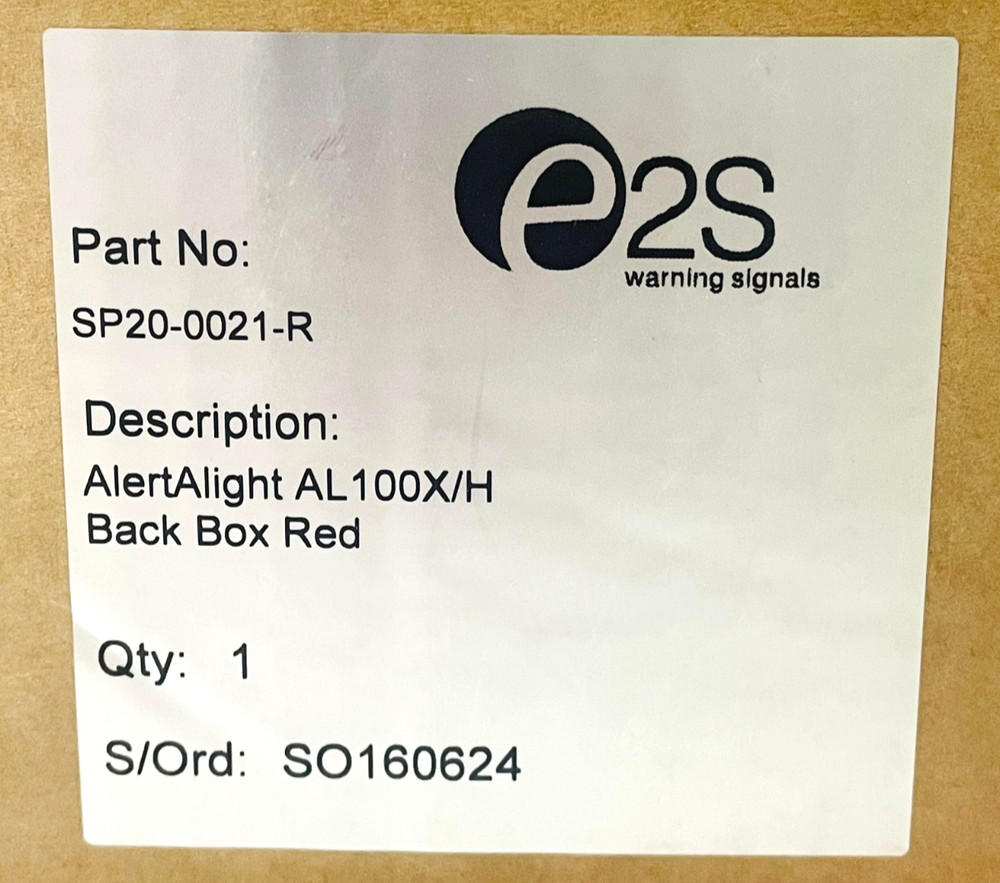 e2S
warning signals
Part No:
SP20-0021-R
Description:
AlertAlight AL100X/H
Back Box Red
Qty: 1
S/Ord: SO160624